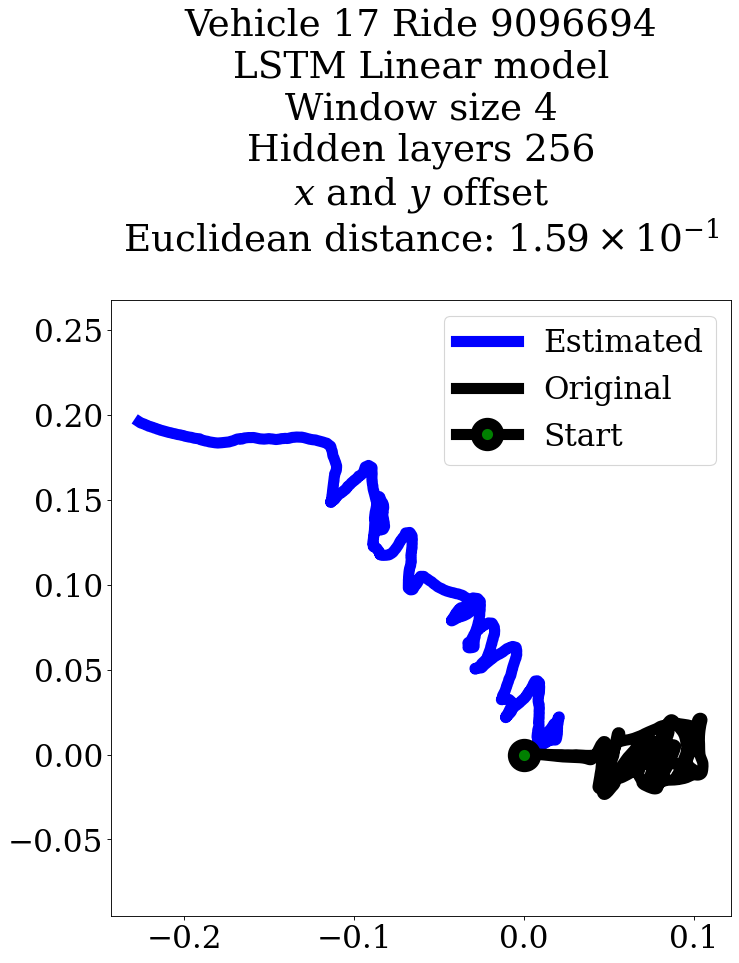 Vehicle 17 Ride 9096694
LSTM Linear model
Window size 4
Hidden layers 256
x and y offset
Euclidean distance: 1.59 × 10⁻¹
Estimated
Original
Start
0.25
0.20
0.15
0.10
0.05
0.00
−0.05
−0.2 −0.1 0.0 0.1